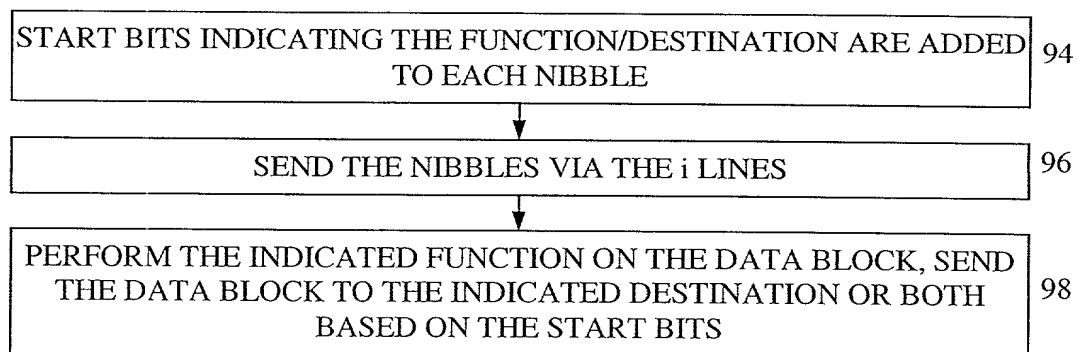 START BITS INDICATING THE FUNCTION/DESTINATION ARE ADDED
TO EACH NIBBLE
94
SEND THE NIBBLES VIA THE i LINES
96
PERFORM THE INDICATED FUNCTION ON THE DATA BLOCK, SEND
THE DATA BLOCK TO THE INDICATED DESTINATION OR BOTH
BASED ON THE START BITS
98